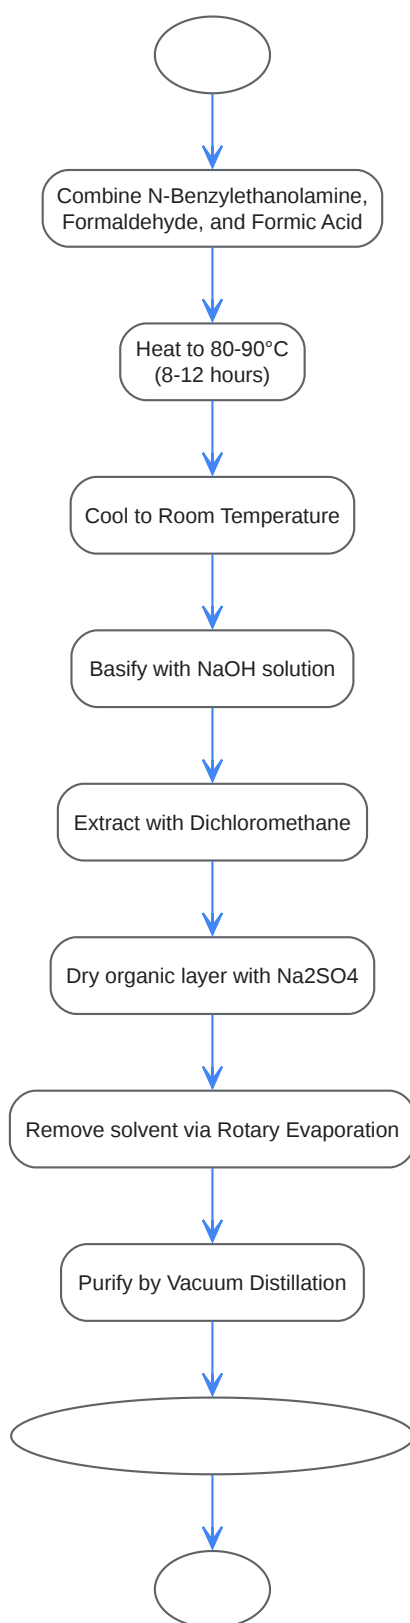 Combine N-Benzylethanolamine,
Formaldehyde, and Formic Acid
Heat to 80-90°C
(8-12 hours)
Cool to Room Temperature
Basify with NaOH solution
Extract with Dichloromethane
Dry organic layer with Na2SO4
Remove solvent via Rotary Evaporation
Purify by Vacuum Distillation